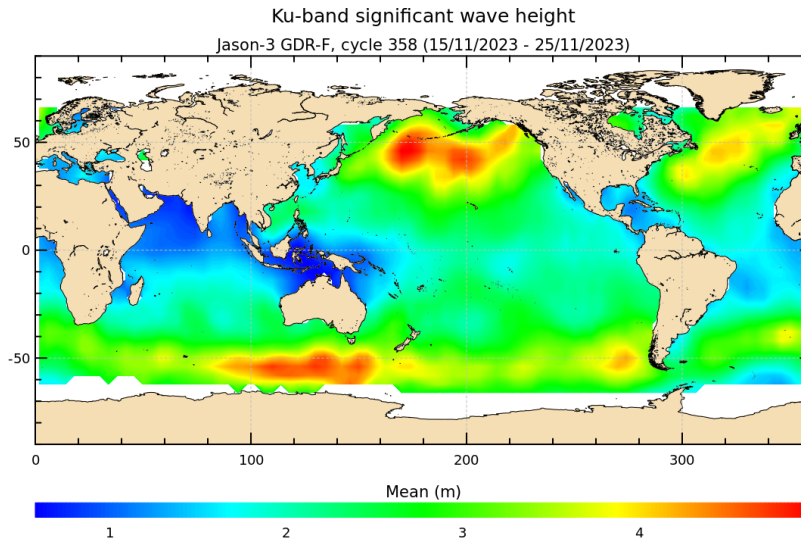 Ku-band significant wave height
Jason-3 GDR-F, cycle 358 (15/11/2023 - 25/11/2023)
50
0
-50
0 100 200 300
Mean (m)
1 2 3 4